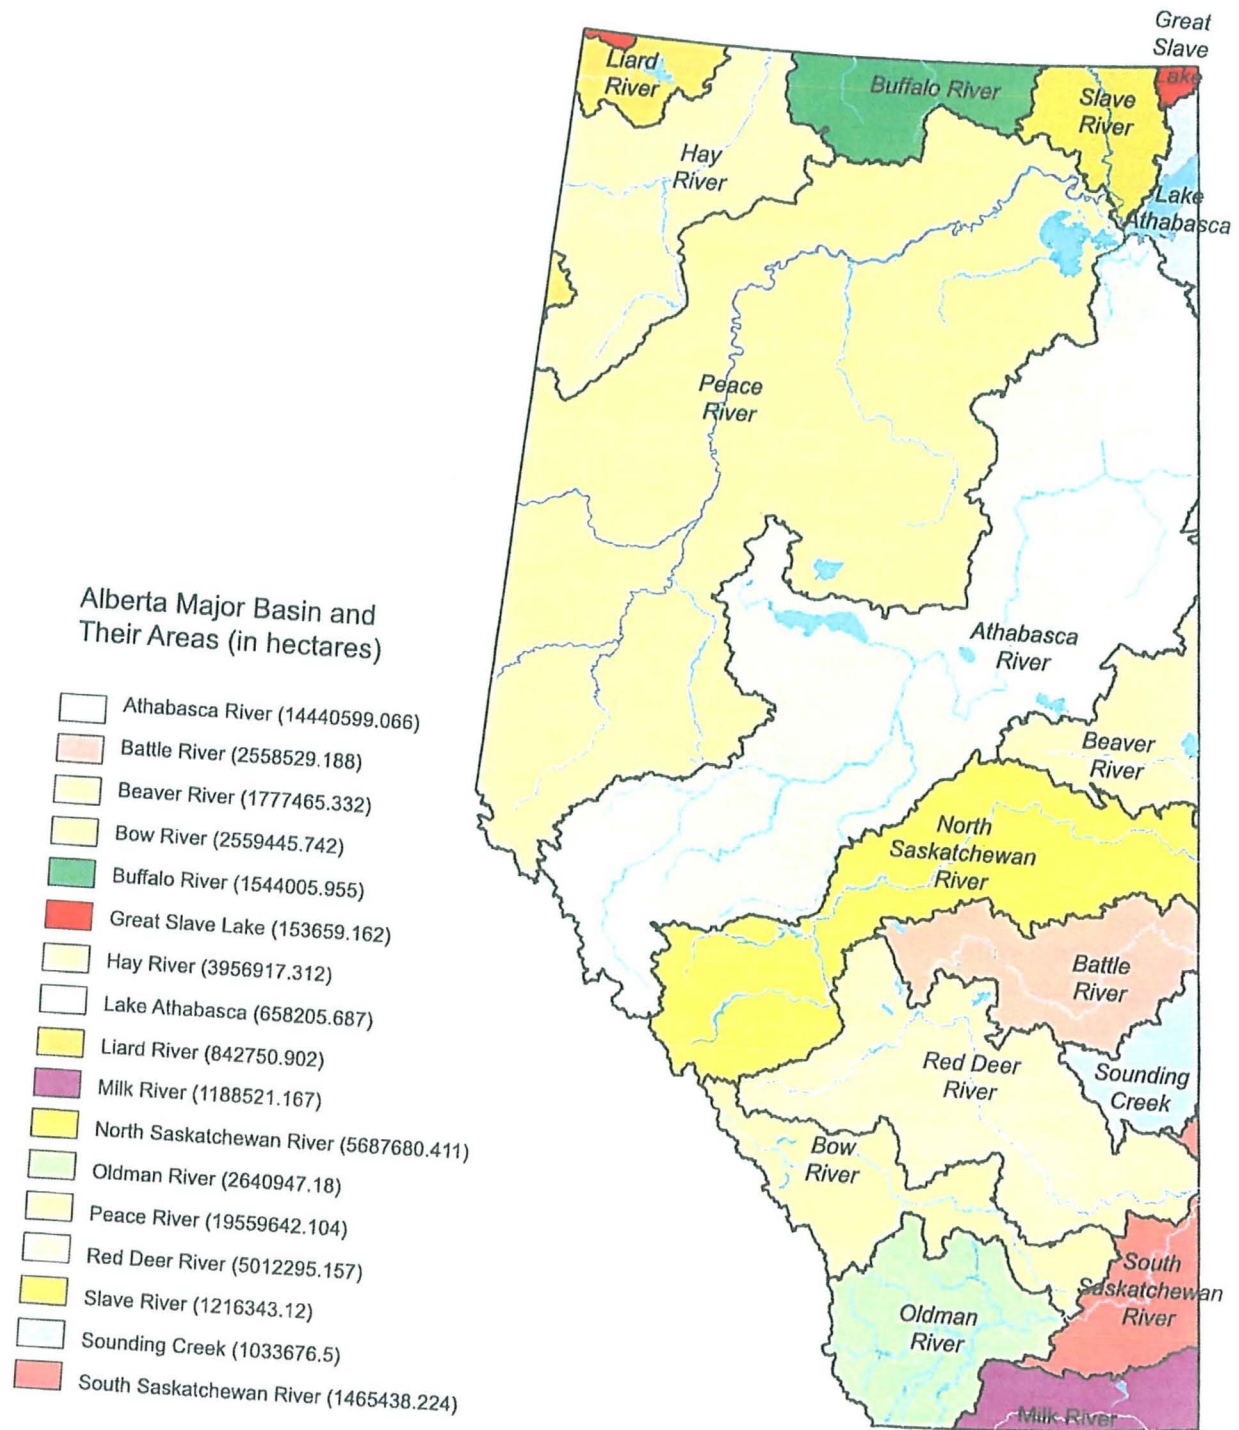 Great
Slave
Lake
Liard
River
Buffalo River
Slave
River
Hay
River
Lake
Athabasca
Peace
River
Alberta Major Basin and
Their Areas (in hectares)
Athabasca River (14440599.066)
Battle River (2558529.188)
Beaver River (1777465.332)
Bow River (2559445.742)
Buffalo River (1544005.955)
Great Slave Lake (153659.162)
Hay River (3956917.312)
Lake Athabasca (658205.687)
Liard River (842750.902)
Milk River (1188521.167)
North Saskatchewan River (5687680.411)
Oldman River (2640947.18)
Peace River (19559642.104)
Red Deer River (5012295.157)
Slave River (1216343.12)
Sounding Creek (1033676.5)
South Saskatchewan River (1465438.224)
Athabasca
River
Beaver
River
North
Saskatchewan
River
Battle
River
Red Deer
River
Sounding
Creek
Bow
River
South
Saskatchewan
River
Oldman
River
Milk River